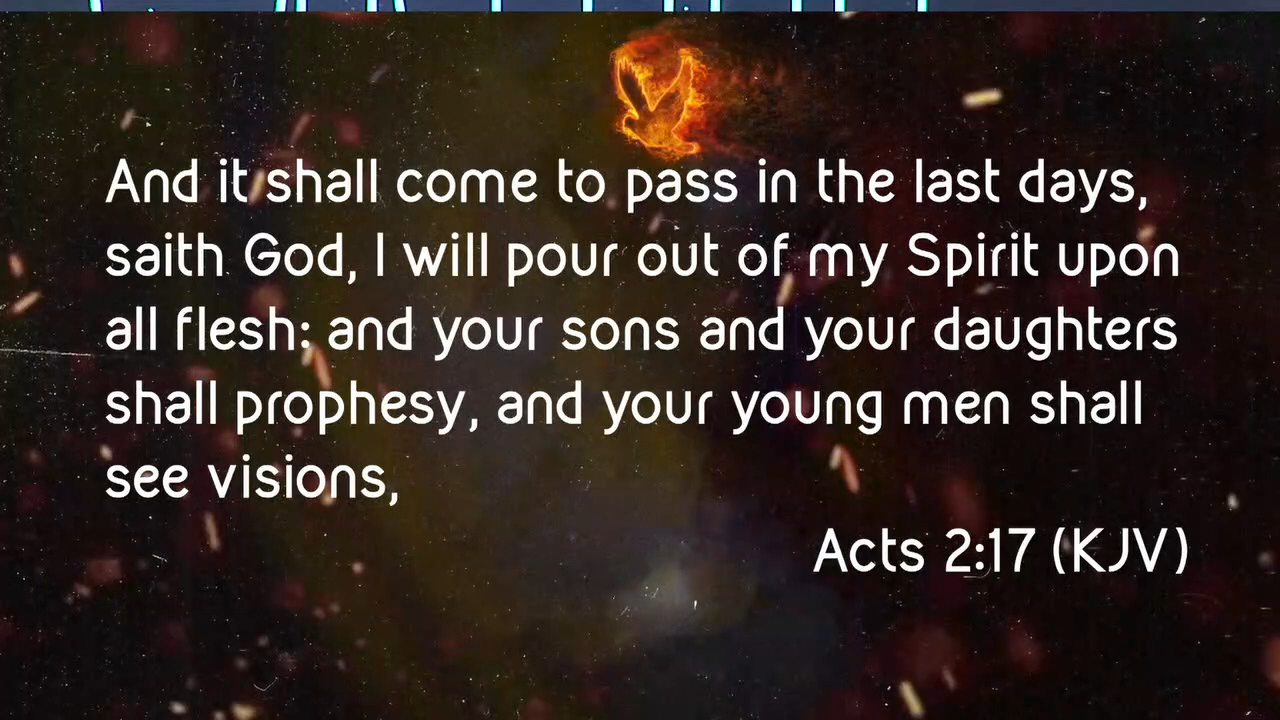 And it shall come to pass in the last days,
saith God, I will pour out of my Spirit upon
all flesh: and your sons and your daughters
shall prophesy, and your young men shall
see visions,
Acts 2:17 (KJV)